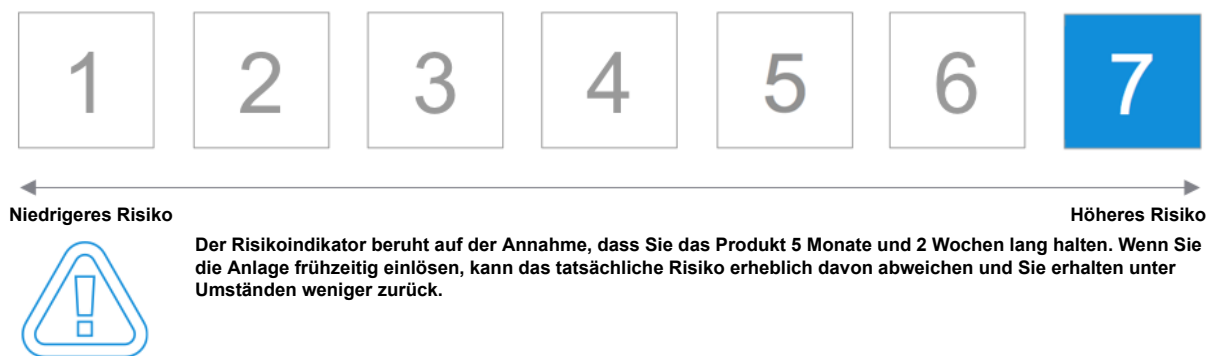 1 2 3 4 5 6 7
Niedrigeres Risiko Höheres Risiko
Der Risikoindikator beruht auf der Annahme, dass Sie das Produkt 5 Monate und 2 Wochen lang halten. Wenn Sie
die Anlage frühzeitig einlösen, kann das tatsächliche Risiko erheblich davon abweichen und Sie erhalten unter
Umständen weniger zurück.